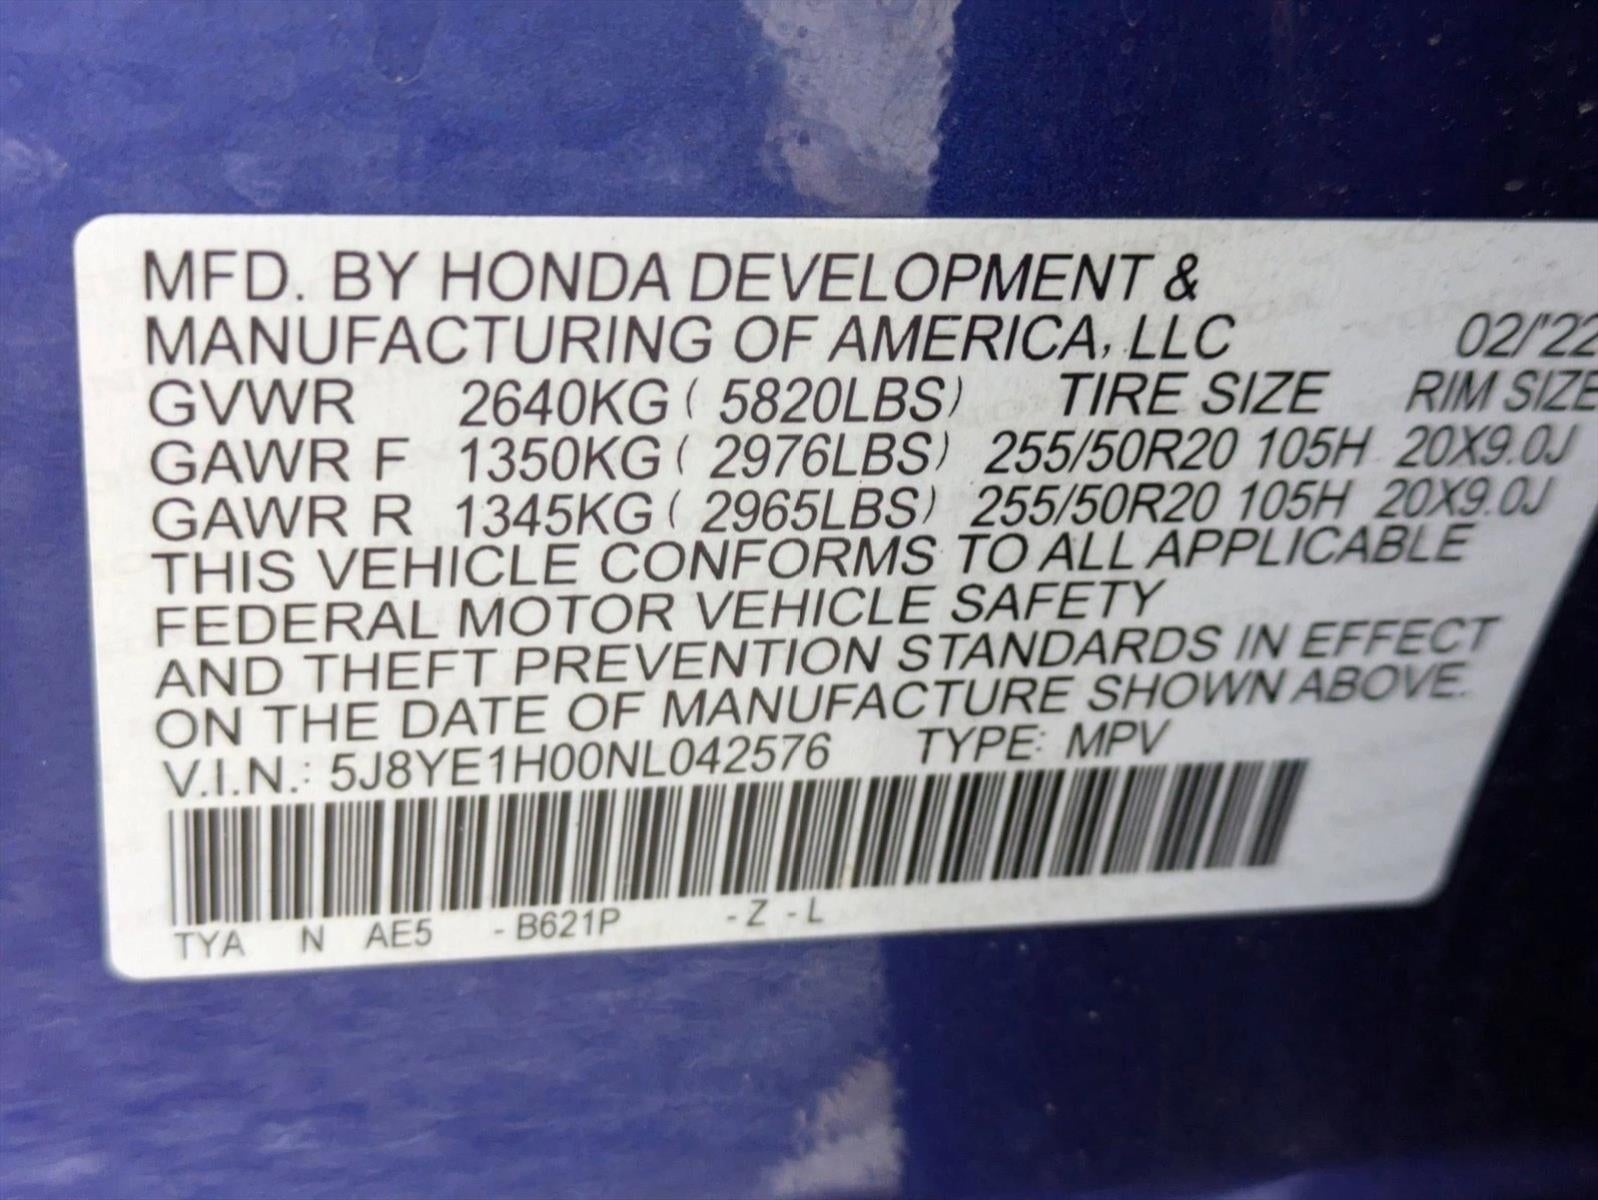 MFD. BY HONDA DEVELOPMENT &
MANUFACTURING OF AMERICA, LLC 02/'22
GVWR 2640KG ( 5820LBS) TIRE SIZE RIM SIZE
GAWR F 1350KG ( 2976LBS) 255/50R20 105H 20X9.0J
GAWR R 1345KG ( 2965LBS) 255/50R20 105H 20X9.0J
THIS VEHICLE CONFORMS TO ALL APPLICABLE
FEDERAL MOTOR VEHICLE SAFETY
AND THEFT PREVENTION STANDARDS IN EFFECT
ON THE DATE OF MANUFACTURE SHOWN ABOVE.
V.I.N.: 5J8YE1H00NL042576 TYPE: MPV
TYA N AE5 - B621P - Z - L